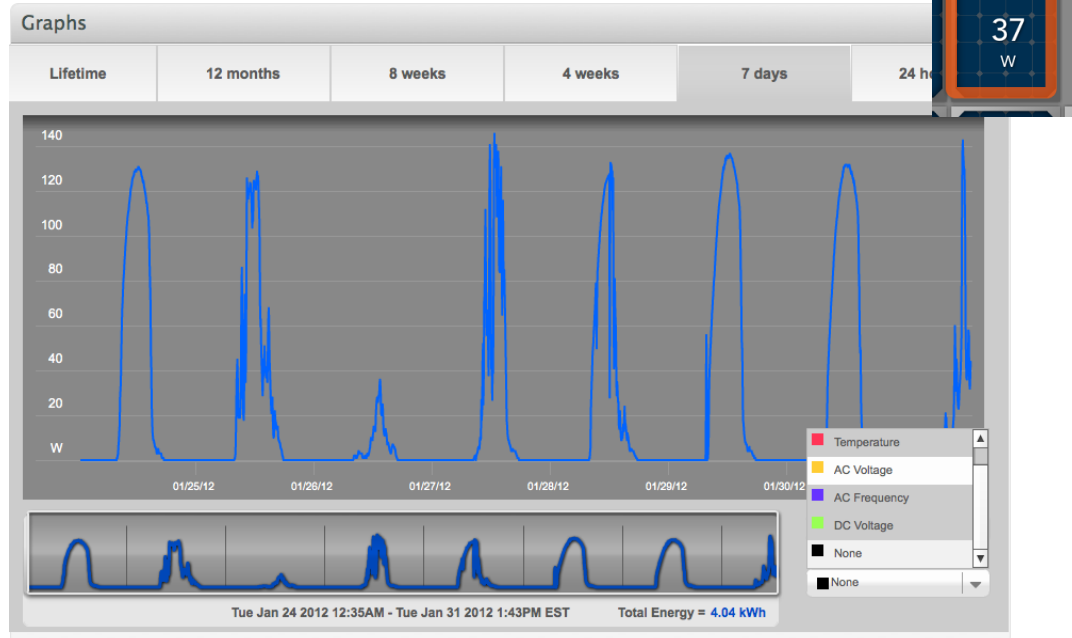 Graphs
37
W
Lifetime 12 months 8 weeks 4 weeks 7 days 24 h
140
120
100
80
60
40
20
W
01/25/12 01/26/12 01/27/12 01/28/12 01/29/12 01/30/12
Temperature
AC Voltage
AC Frequency
DC Voltage
None
None
Tue Jan 24 2012 12:35AM - Tue Jan 31 2012 1:43PM EST Total Energy = 4.04 kWh